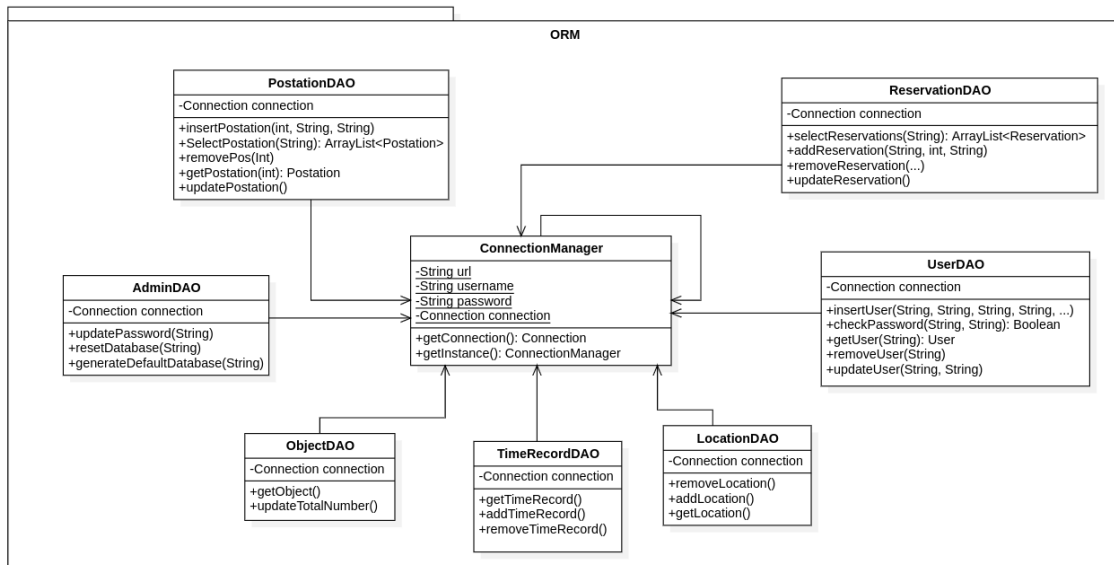 ORM
PostationDAO
-Connection connection
+insertPostation(int, String, String)
+SelectPostation(String): ArrayList<Postation>
+removePos(Int)
+getPostation(int): Postation
+updatePostation()
ReservationDAO
-Connection connection
+selectReservations(String): ArrayList<Reservation>
+addReservation(String, int, String)
+removeReservation(...)
+updateReservation()
ConnectionManager
-String url
-String username
-String password
-Connection connection
+getConnection(): Connection
+getInstance(): ConnectionManager
AdminDAO
-Connection connection
+updatePassword(String)
+resetDatabase(String)
+generateDefaultDatabase(String)
UserDAO
-Connection connection
+insertUser(String, String, String, String, ...)
+checkPassword(String, String): Boolean
+getUser(String): User
+removeUser(String)
+updateUser(String, String)
ObjectDAO
-Connection connection
+getObject()
+updateTotalNumber()
TimeRecordDAO
-Connection connection
+getTimeRecord()
+addTimeRecord()
+removeTimeRecord()
LocationDAO
-Connection connection
+removeLocation()
+addLocation()
+getLocation()